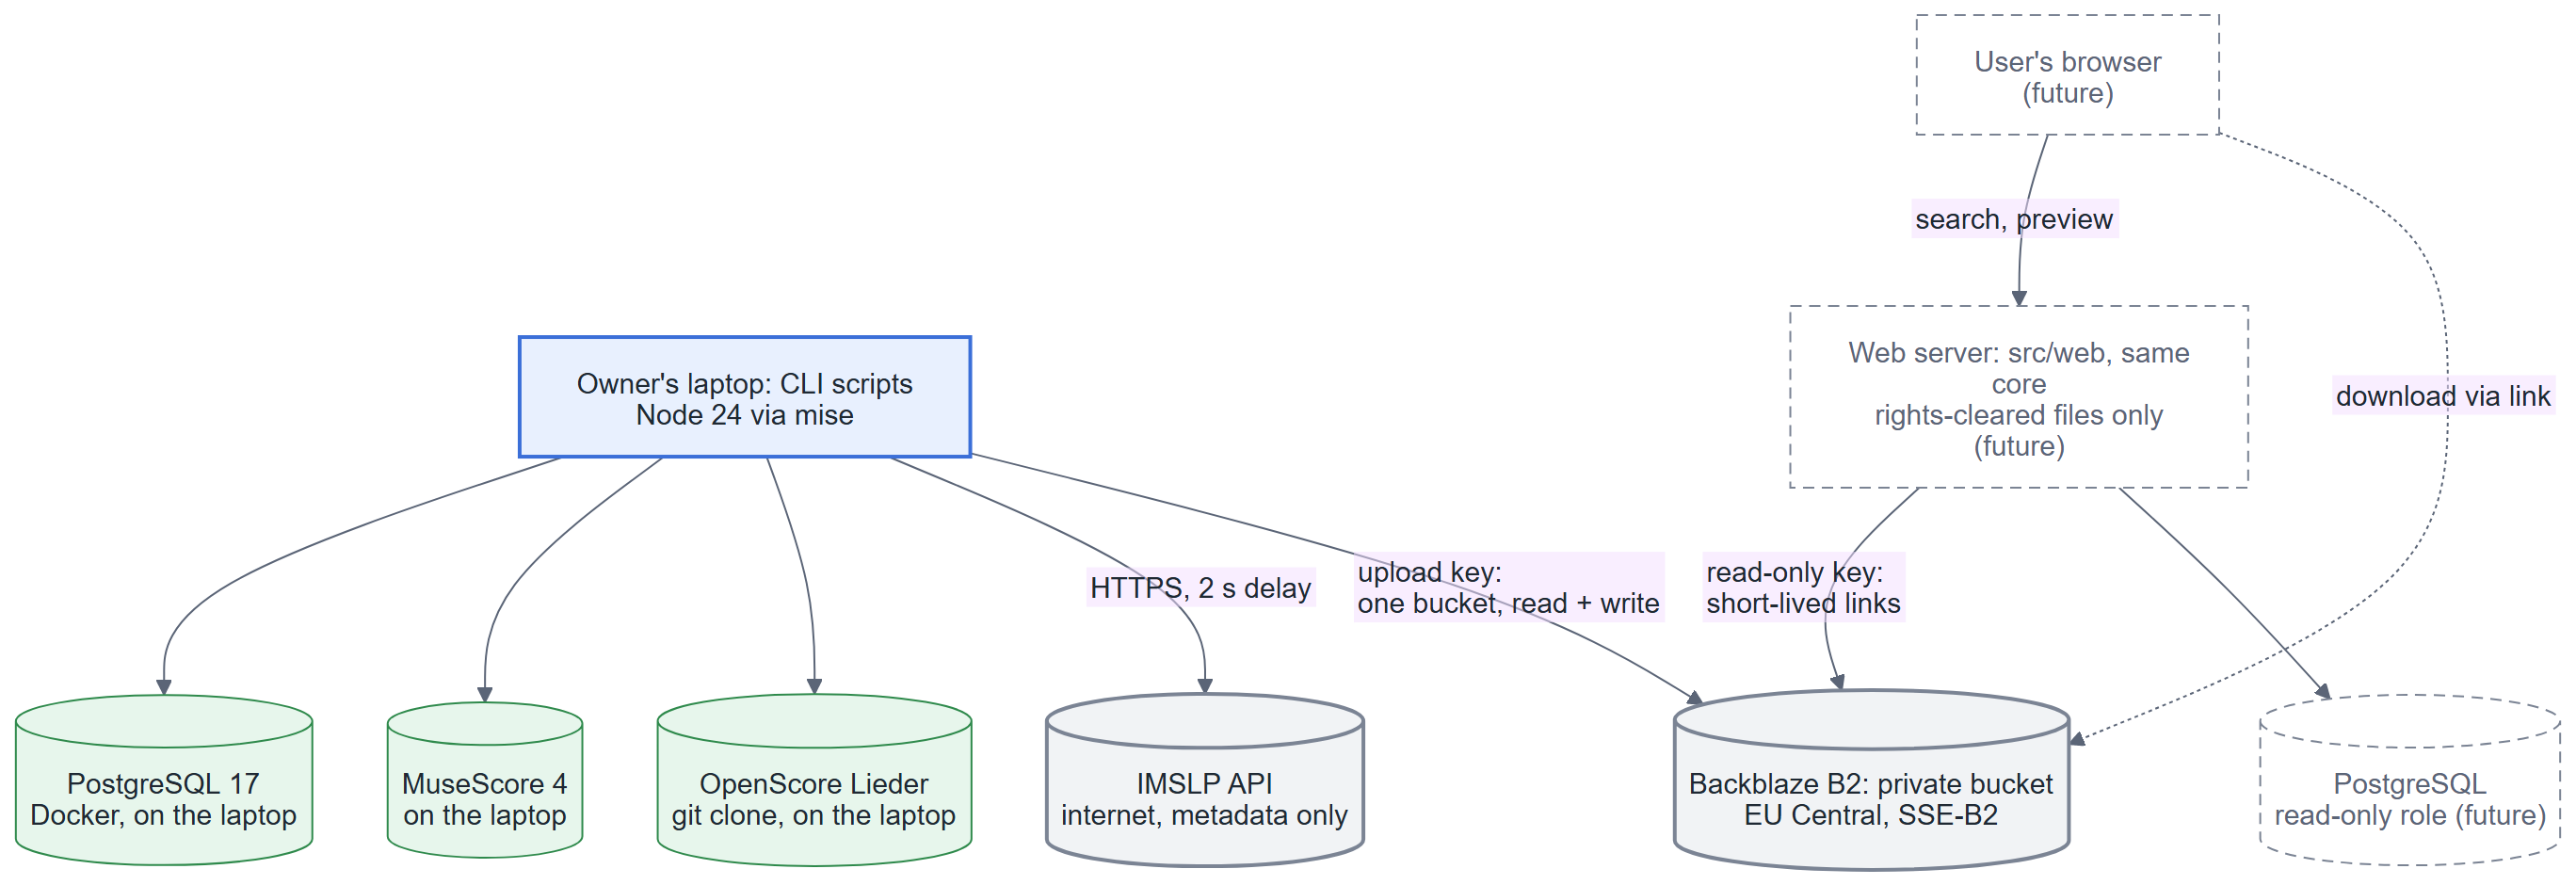 User's browser
(future)
search, preview
Web server: src/web, same
core
rights-cleared files only
(future)
download via link
Owner's laptop: CLI scripts
Node 24 via mise
HTTPS, 2 s delay
upload key:
one bucket, read + write
read-only key:
short-lived links
PostgreSQL 17
Docker, on the laptop
MuseScore 4
on the laptop
OpenScore Lieder
git clone, on the laptop
IMSLP API
internet, metadata only
Backblaze B2: private bucket
EU Central, SSE-B2
PostgreSQL
read-only role (future)